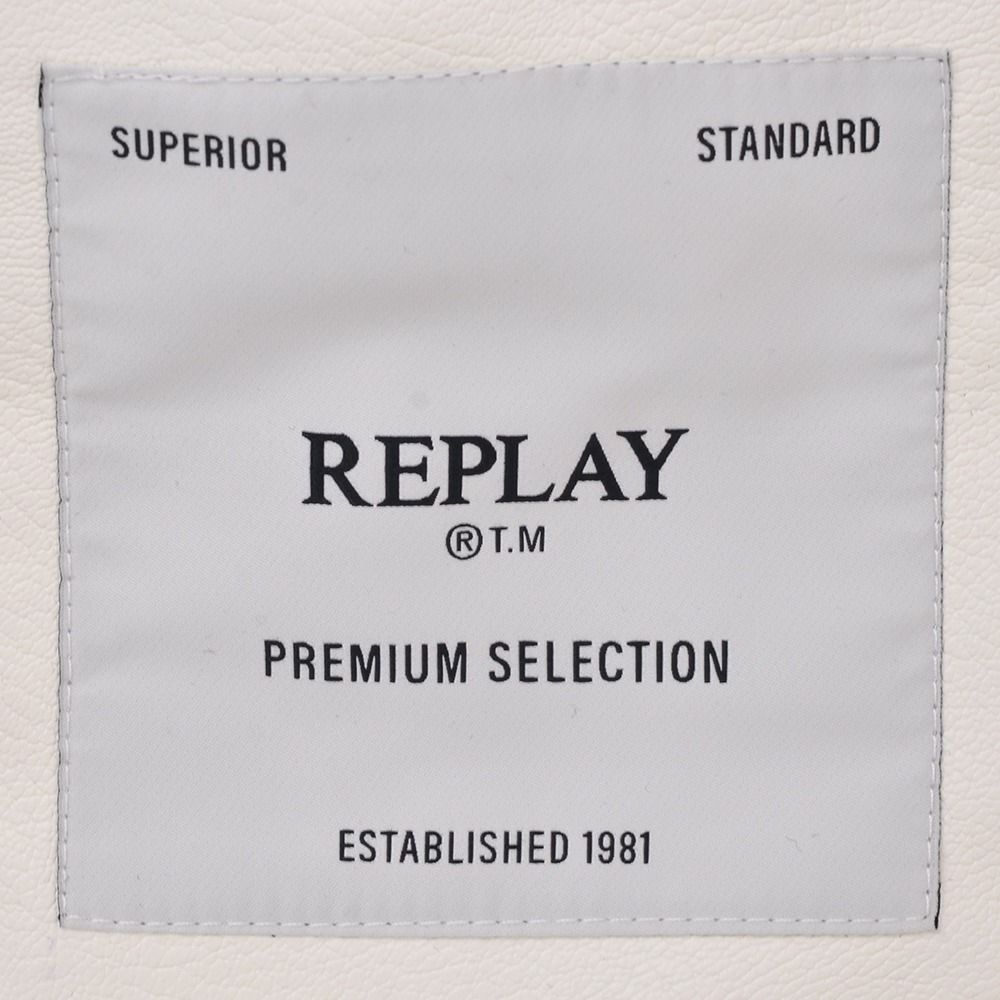 SUPERIOR STANDARD
REPLAY
® T.M
PREMIUM SELECTION
ESTABLISHED 1981